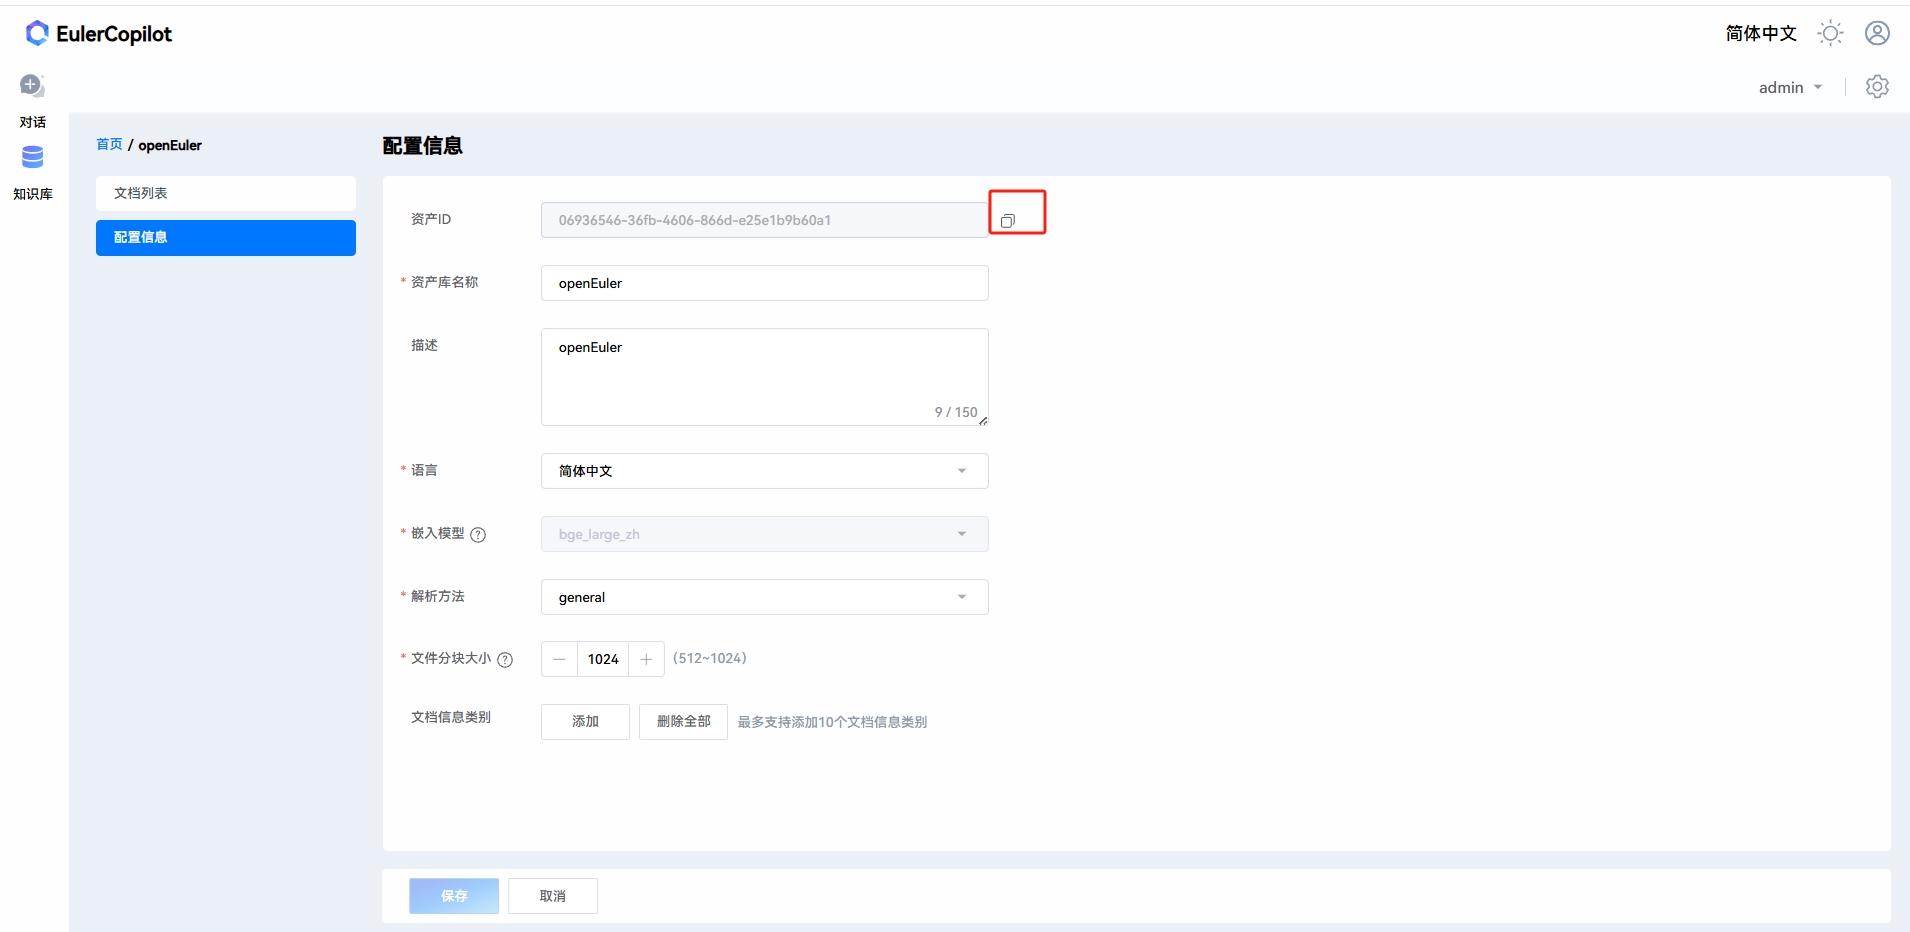 EulerCopilot
简体中文
admin
对话
知识库
首页 / openEuler
文档列表
配置信息
配置信息
资产ID
06936546-36fb-4606-866d-e25e1b9b60a1
* 资产库名称
openEuler
描述
openEuler
9 / 150
* 语言
简体中文
* 嵌入模型 ?
bge_large_zh
* 解析方法
general
* 文件分块大小 ?
— 1024 + (512~1024)
文档信息类别
添加 删除全部 最多支持添加10个文档信息类别
保存 取消